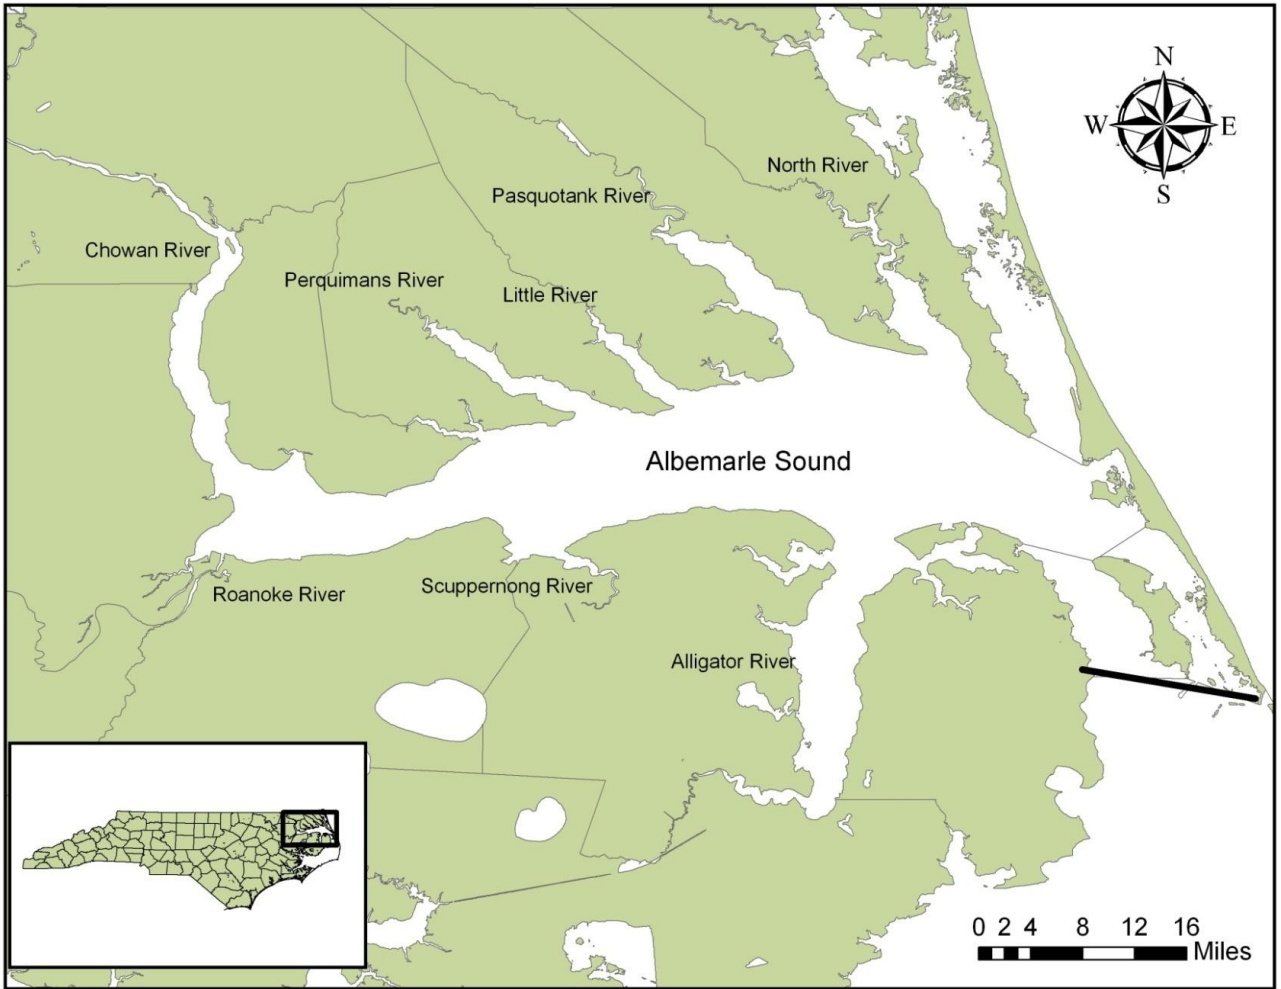 N
W E
S
North River
Pasquotank River
Chowan River
Perquimans River
Little River
Albemarle Sound
Roanoke River
Scuppernong River
Alligator River
0 2 4 8 12 16
Miles